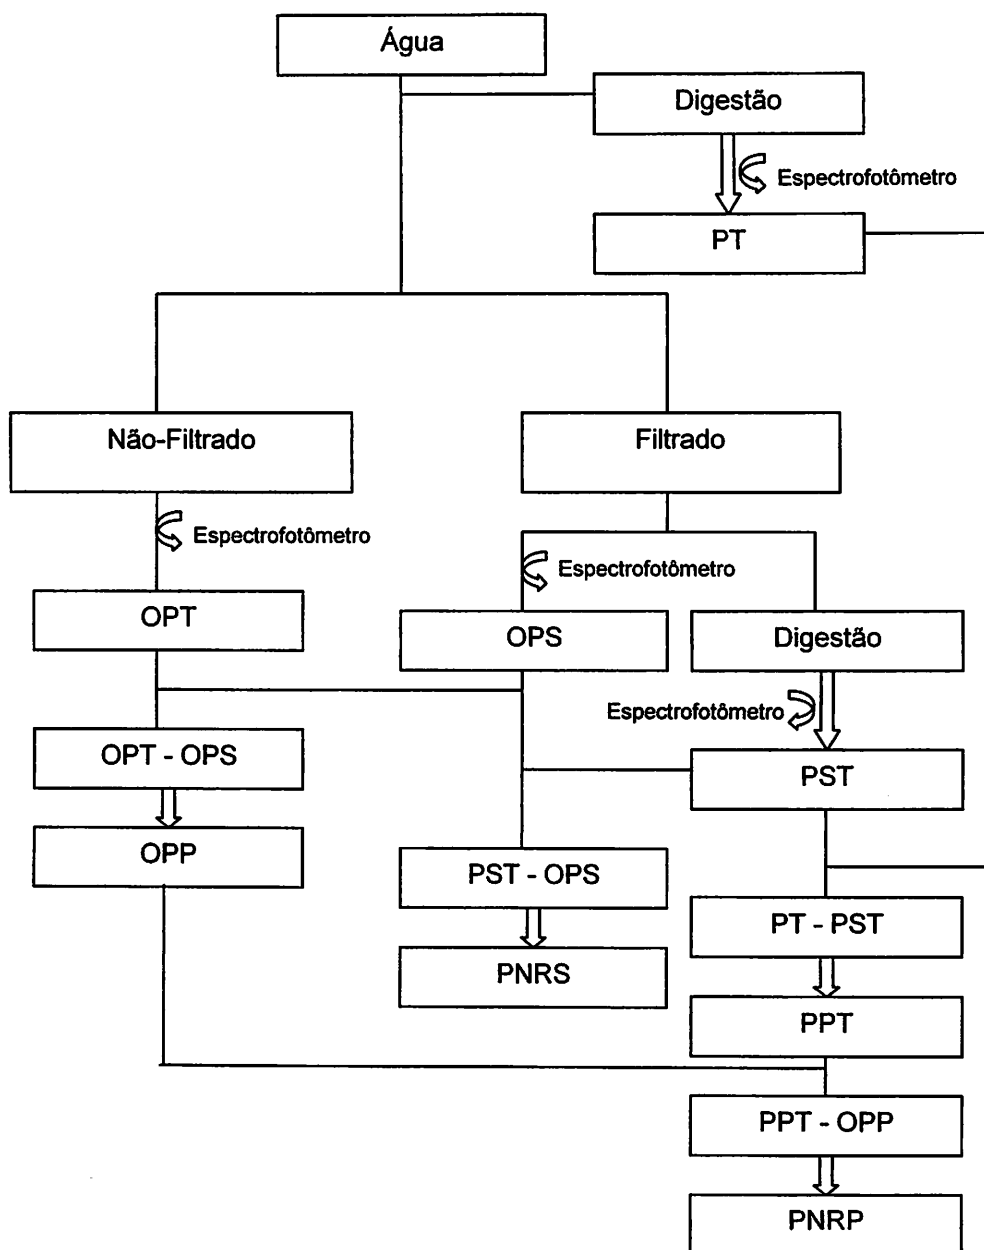 Água
Digestão
Espectrofotômetro
PT
Não-Filtrado
Filtrado
Espectrofotômetro
Espectrofotômetro
OPT
OPS
Digestão
Espectrofotômetro
OPT - OPS
PST
OPP
PST - OPS
PT - PST
PNRS
PPT
PPT - OPP
PNRP